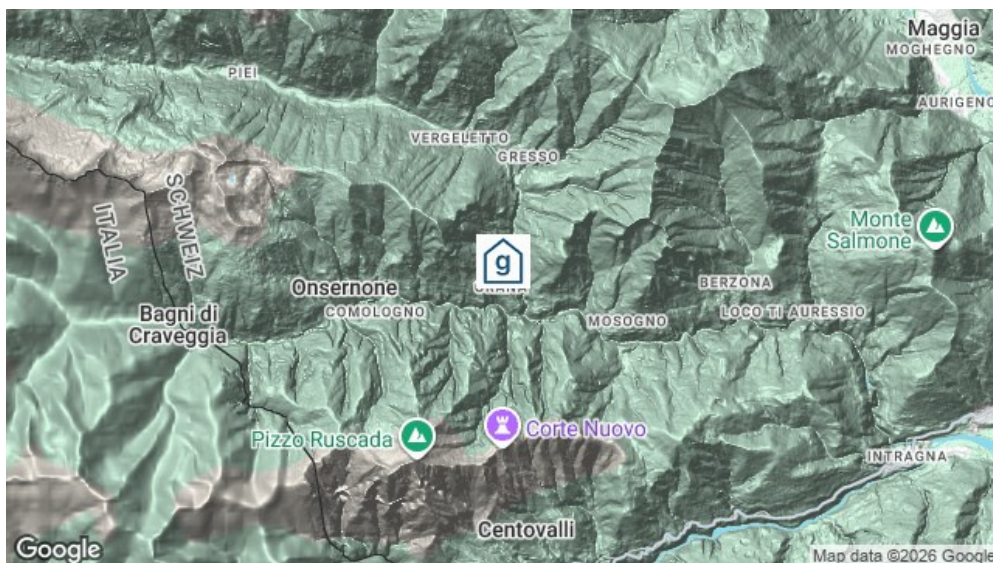 Maggia
MOGHEGNO
PIEI
AURIGENO
VERGELETTO
GRESSO
SCHWEIZ
ITALIA
Monte
Salmone
g
BERZONA
Onsernone
COMOLOGNO
LOCO TI AURESSIO
Bagni di
Craveggia
MOSOGNO
Pizzo Ruscada
Corte Nuovo
INTRAGNA
Centovalli
Google
Map data ©2026 Google